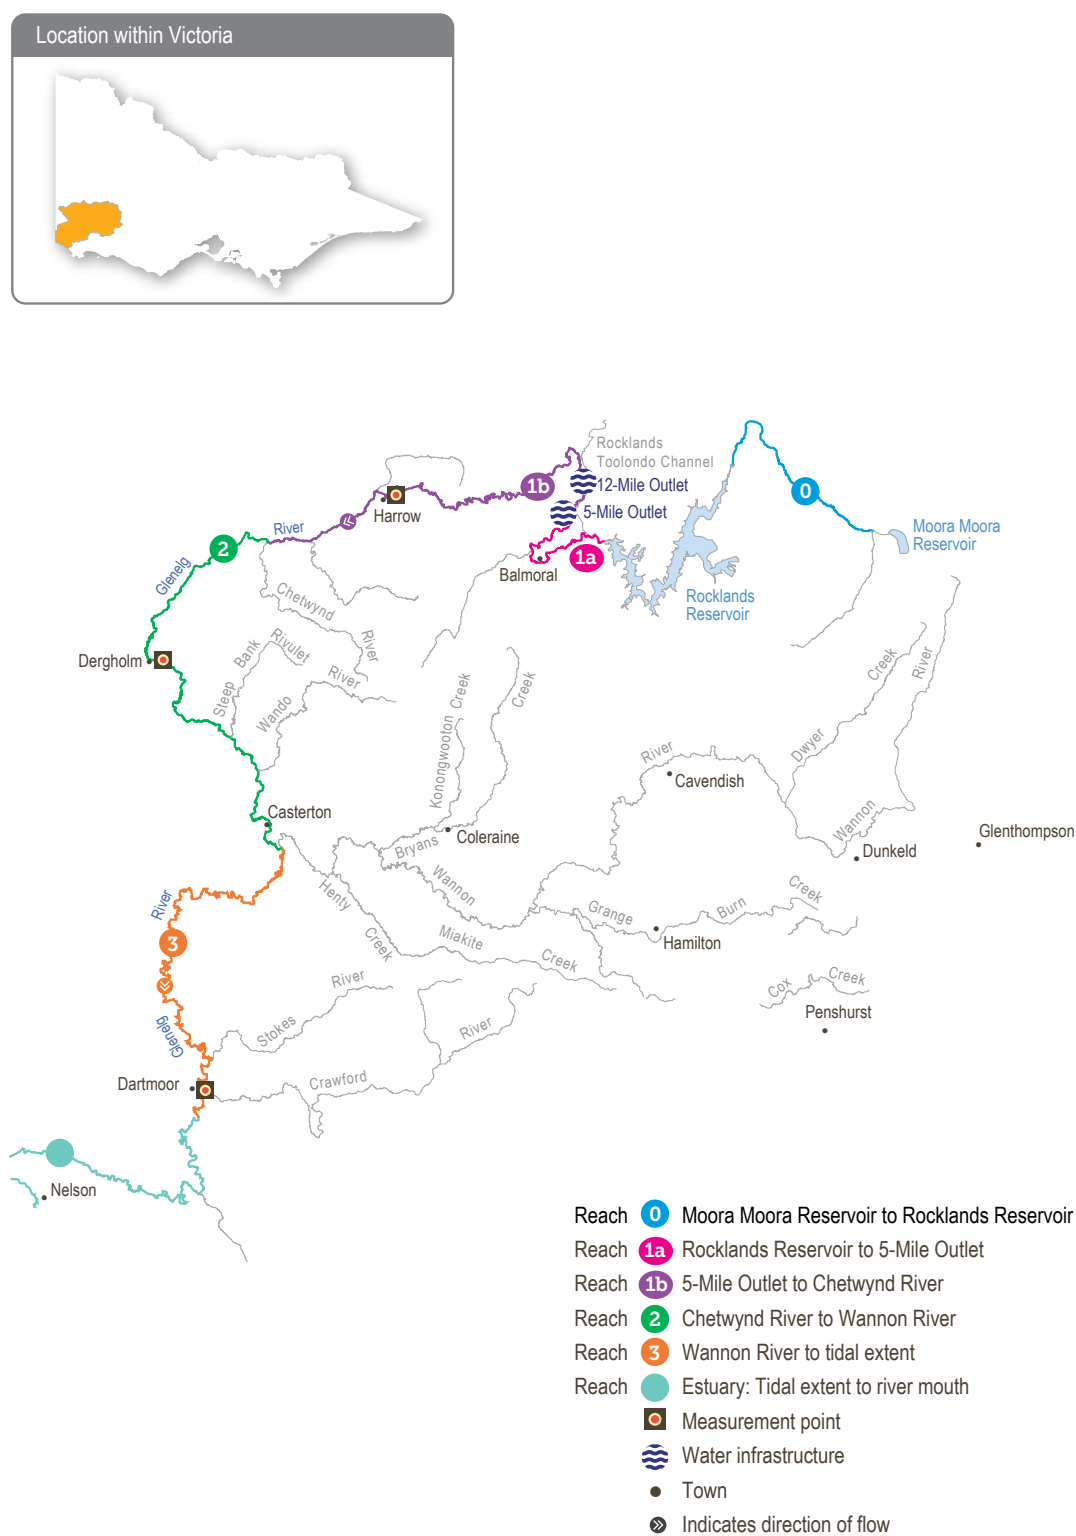 Location within Victoria
Rocklands
Toolondo Channel
12-Mile Outlet
5-Mile Outlet
1b
0
Harrow
River
Moora Moora
Reservoir
2
1a
Balmoral
Glenelg
Chetwynd
River
Rocklands
Reservoir
Dergholm
Steep
Bank
Rivulet
Wando
River
Konongwooton
Creek
Creek
Creek
River
Dwyer
River
Cavendish
Casterton
Coleraine
Bryans
Wannon
Dunkeld
Glenthompson
Wannon
Henty
Creek
Grange
Burn
Creek
Hamilton
River
3
Miakite
Creek
Glenelg
River
Stokes
River
Cox
Creek
Penshurst
Dartmoor
Crawford
Nelson
Reach 0 Moora Moora Reservoir to Rocklands Reservoir
Reach 1a Rocklands Reservoir to 5-Mile Outlet
Reach 1b 5-Mile Outlet to Chetwynd River
Reach 2 Chetwynd River to Wannon River
Reach 3 Wannon River to tidal extent
Reach Estuary: Tidal extent to river mouth
Measurement point
Water infrastructure
Town
Indicates direction of flow